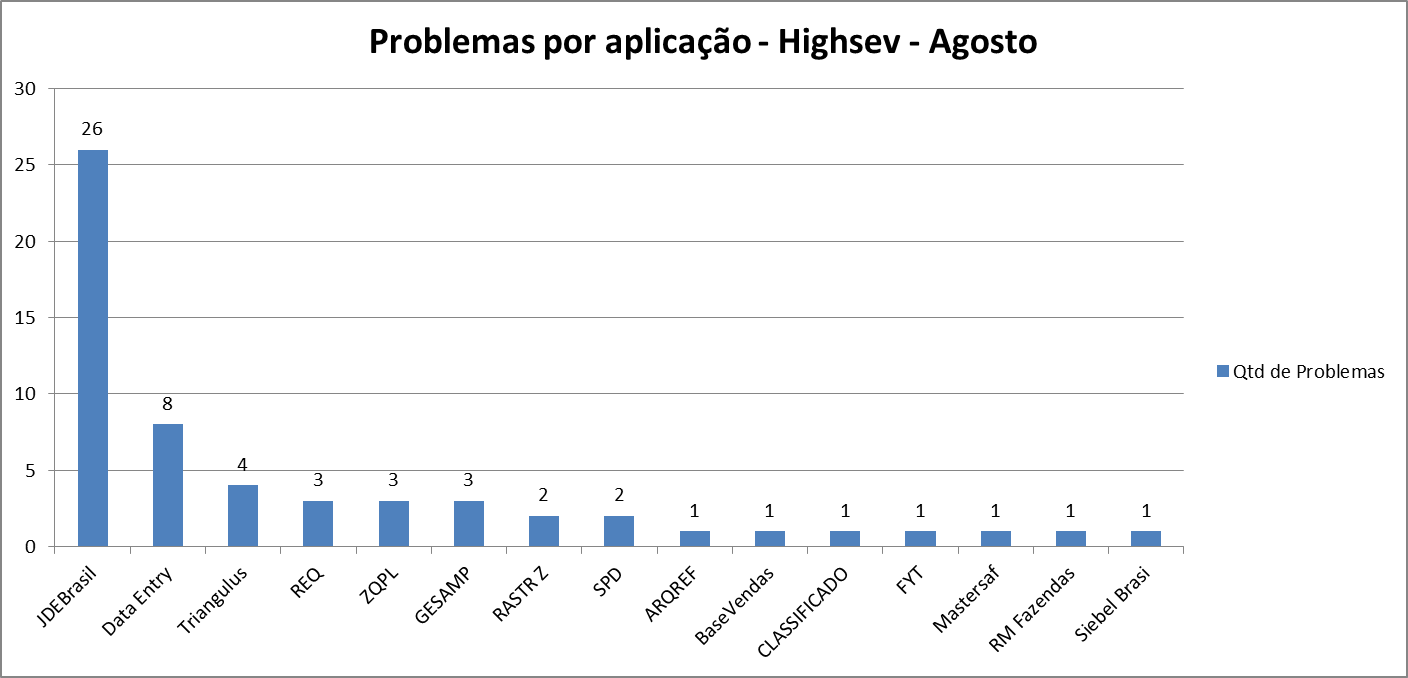 Problemas por aplicação - Highsev - Agosto
30
25
20
15
10
5
0
26
8
4
3
3
3
2
2
1
1
1
1
1
1
1
JDEBrasil
Data Entry
Triangulus
REQ
ZQPL
GESAMP
RASTR Z
SPD
ARQREF
BaseVendas
CLASSIFICADO
FYT
Mastersaf
RM Fazendas
Siebel Brasi
Qtd de Problemas